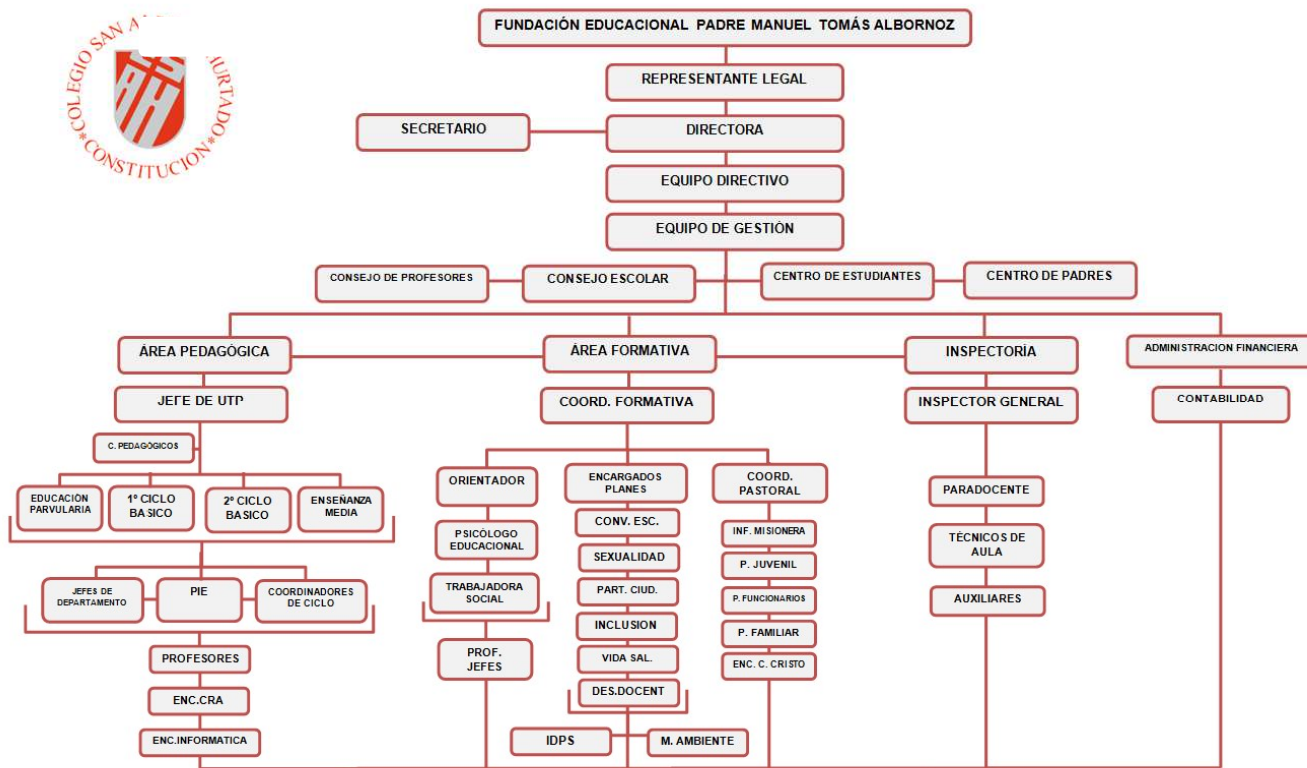 FUNDACIÓN EDUCACIONAL PADRE MANUEL TOMÁS ALBORNOZ
COLEGIO SAN A
HURTADO
*CONSTITUCION*
REPRESENTANTE LEGAL
SECRETARIO
DIRECTORA
EQUIPO DIRECTIVO
EQUIPO DE GESTIÓN
CONSEJO DE PROFESORES
CONSEJO ESCOLAR
CENTRO DE ESTUDIANTES
CENTRO DE PADRES
ÁREA PEDAGÓGICA
ÁREA FORMATIVA
INSPECTORÍA
ADMINISTRACION FINANCIERA
JEFE DE UTP
COORD. FORMATIVA
INSPECTOR GENERAL
CONTABILIDAD
C. PEDAGÓGICOS
EDUCACIÓN
PARVULARIA
1º CICLO
BASICO
2º CICLO
BASICO
ENSEÑANZA
MEDIA
JEFES DE
DEPARTAMENTO
PIE
COORDINADORES
DE CICLO
PROFESORES
ENC.CRA
ENC.INFORMATICA
ORIENTADOR
PSICÓLOGO
EDUCACIONAL
TRABAJADORA
SOCIAL
PROF.
JEFES
ENCARGADOS
PLANES
CONV. ESC.
SEXUALIDAD
PART. CIUD.
INCLUSION
VIDA SAL.
DES.DOCENT
IDPS
M. AMBIENTE
COORD.
PASTORAL
INF. MISIONERA
P. JUVENIL
P. FUNCIONARIOS
P. FAMILIAR
ENC. C. CRISTO
PARADOCENTE
TÉCNICOS DE
AULA
AUXILIARES